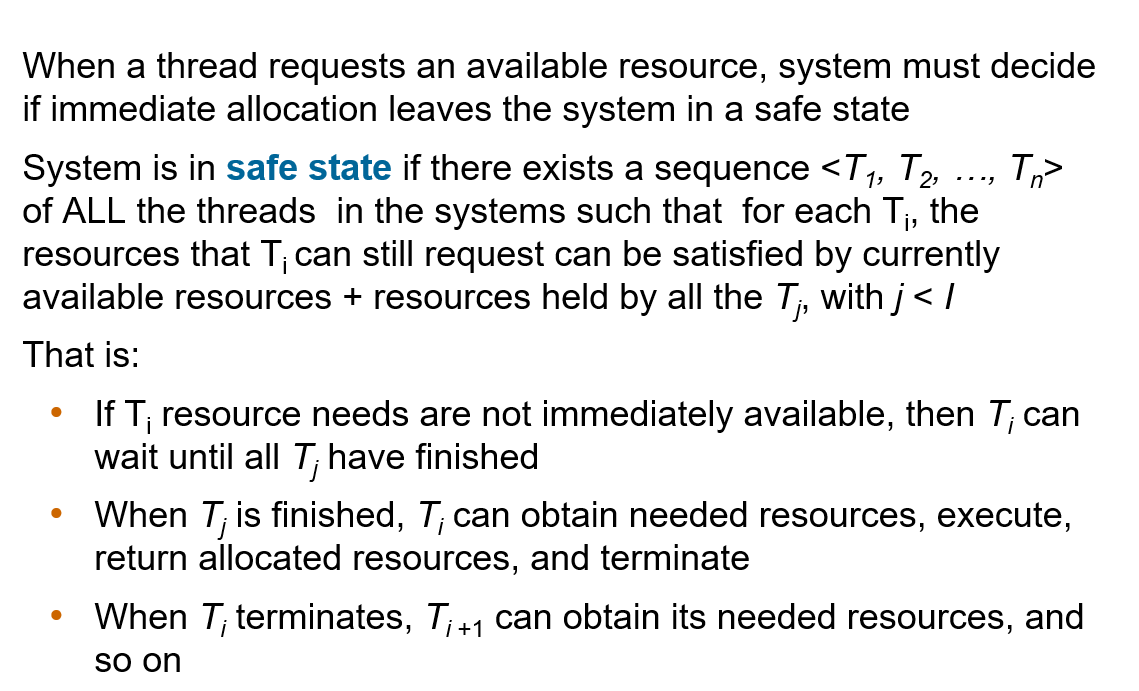 When a thread requests an available resource, system must decide
if immediate allocation leaves the system in a safe state
System is in safe state if there exists a sequence <T1, T2, …, Tn>
of ALL the threads in the systems such that for each Ti, the
resources that Ti can still request can be satisfied by currently
available resources + resources held by all the Tj, with j < I
That is:
• If Ti resource needs are not immediately available, then Ti can
wait until all Tj have finished
• When Tj is finished, Ti can obtain needed resources, execute,
return allocated resources, and terminate
• When Ti terminates, Ti +1 can obtain its needed resources, and
so on